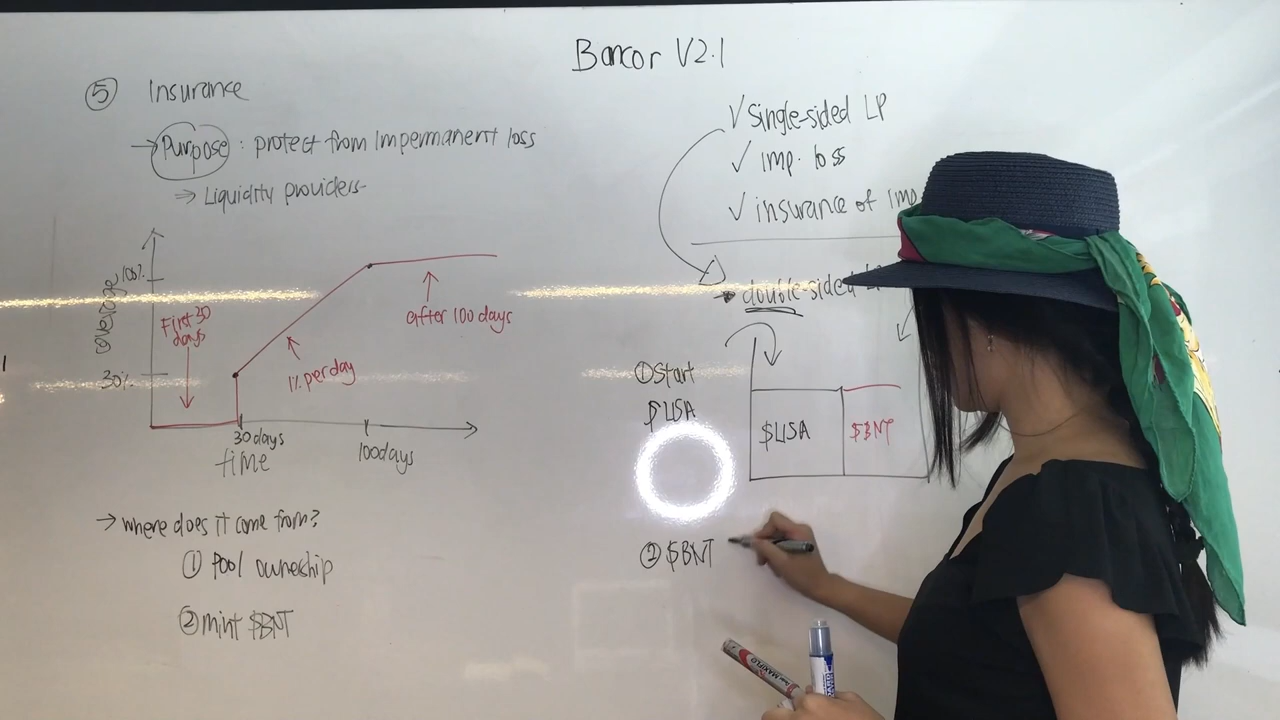 Bancor V2.1
⑤ Insurance
→ Purpose : protect from Impermanent loss
⇒ Liquidity providers
coverage
100%
30%
First 30
days
1% per day
after 100 days
30 days
time
100days
→ where does it come from?
① Pool ownership
② mint $BNT
√ Single-sided LP
√ imp. loss
√ insurance of imp
→ double-sided
① Start
$LISA
$LISA
$BNT
② $BNT